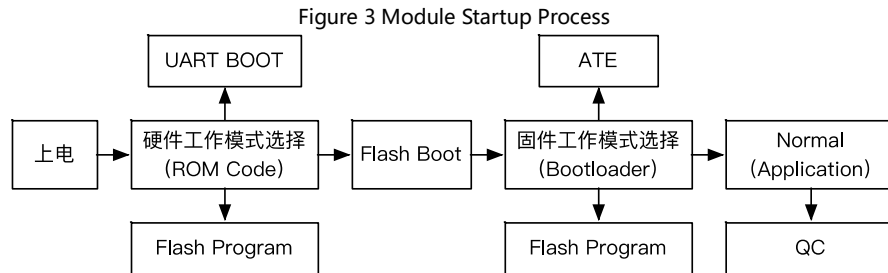 Figure 3 Module Startup Process
UART BOOT
ATE
上电
硬件工作模式选择
(ROM Code)
Flash Boot
固件工作模式选择
(Bootloader)
Normal
(Application)
Flash Program
Flash Program
QC